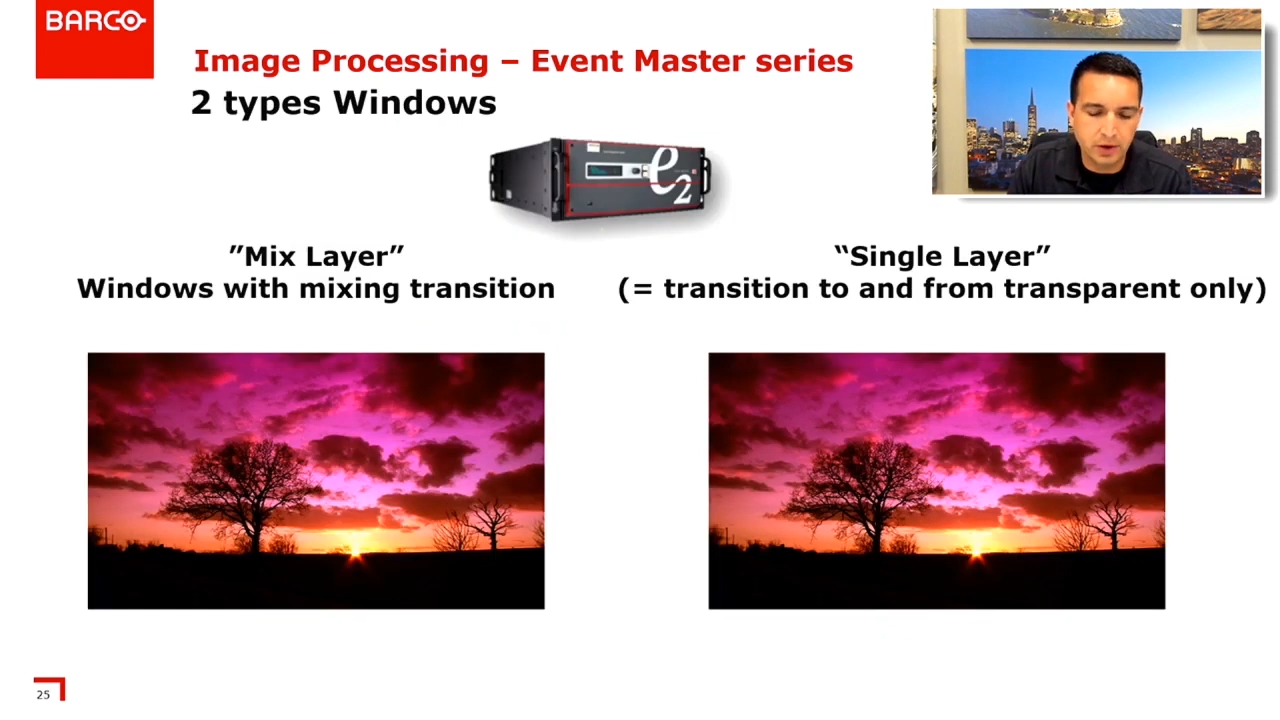 BARCO
Image Processing – Event Master series
2 types Windows
e2
”Mix Layer”
Windows with mixing transition
“Single Layer”
(= transition to and from transparent only)
25